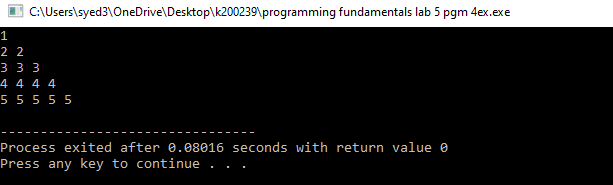 C:\Users\syed3\OneDrive\Desktop\k200239\programming fundamentals lab 5 pgm 4ex.exe
1
2 2
3 3 3
4 4 4 4
5 5 5 5 5
--------------------------------
Process exited after 0.08016 seconds with return value 0
Press any key to continue . . .